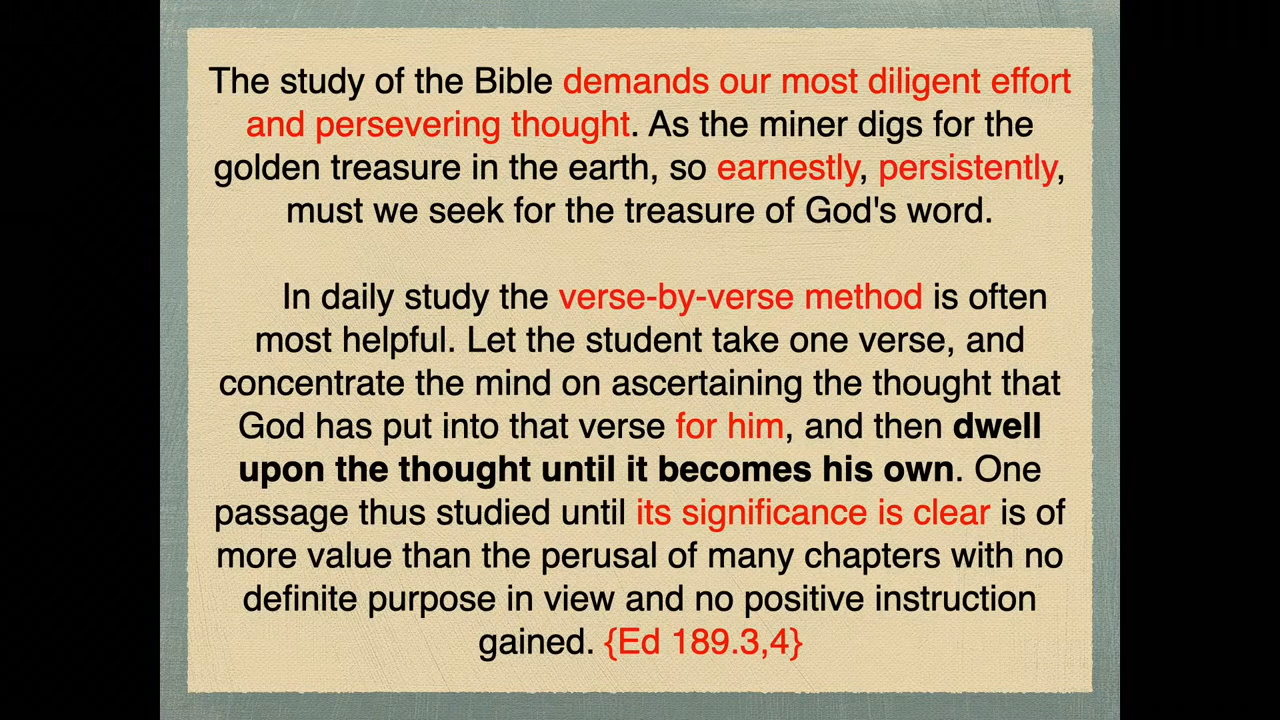 The study of the Bible demands our most diligent effort
and persevering thought. As the miner digs for the
golden treasure in the earth, so earnestly, persistently,
must we seek for the treasure of God's word.
In daily study the verse-by-verse method is often
most helpful. Let the student take one verse, and
concentrate the mind on ascertaining the thought that
God has put into that verse for him, and then dwell
upon the thought until it becomes his own. One
passage thus studied until its significance is clear is of
more value than the perusal of many chapters with no
definite purpose in view and no positive instruction
gained. {Ed 189.3,4}